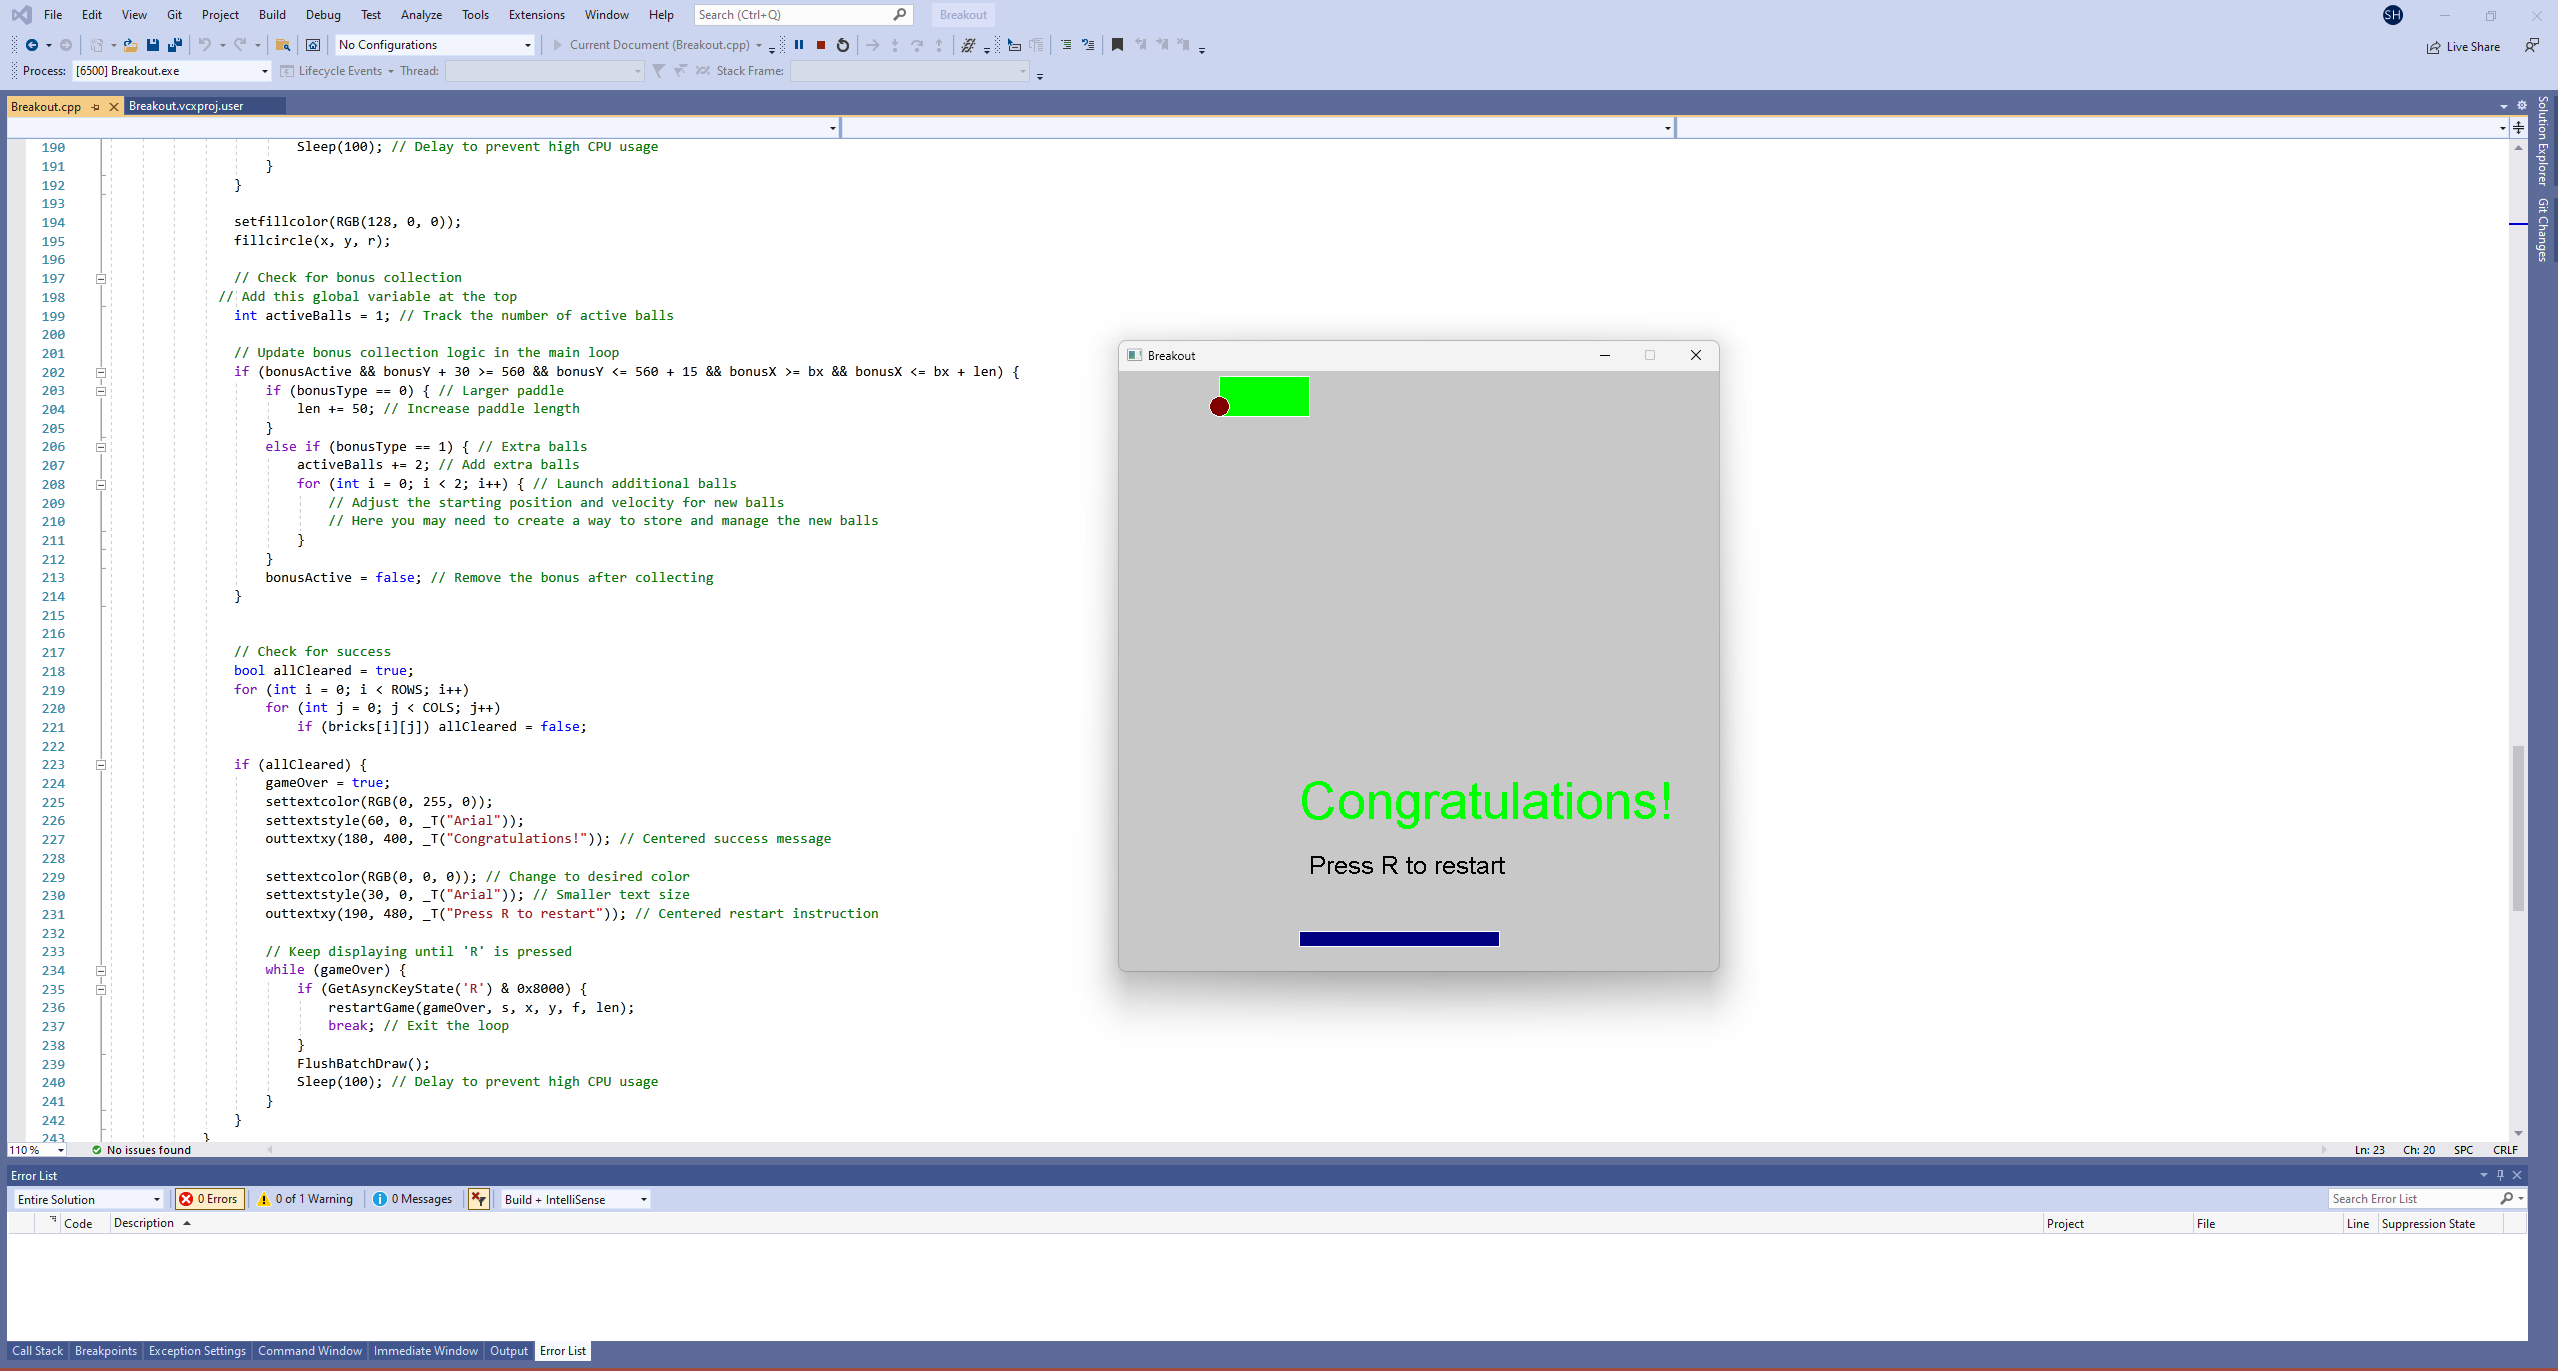 File Edit View Git Project Build Debug Test Analyze Tools Extensions Window Help Search (Ctrl+Q) Breakout SH
No Configurations Current Document (Breakout.cpp) Live Share
Process: [6500] Breakout.exe Lifecycle Events Thread: Stack Frame:
Breakout.cpp Breakout.vcxproj.user
Solution Explorer
Git Changes
190 Sleep(100); // Delay to prevent high CPU usage
191 }
192 }
193
194 setfillcolor(RGB(128, 0, 0));
195 fillcircle(x, y, r);
196
197 // Check for bonus collection
198 // Add this global variable at the top
199 int activeBalls = 1; // Track the number of active balls
200
201 // Update bonus collection logic in the main loop
202 if (bonusActive && bonusY + 30 >= 560 && bonusY <= 560 + 15 && bonusX >= bx && bonusX <= bx + len) {
203 if (bonusType == 0) { // Larger paddle
204 len += 50; // Increase paddle length
205 }
206 else if (bonusType == 1) { // Extra balls
207 activeBalls += 2; // Add extra balls
208 for (int i = 0; i < 2; i++) { // Launch additional balls
209 // Adjust the starting position and velocity for new balls
210 // Here you may need to create a way to store and manage the new balls
211 }
212 }
213 bonusActive = false; // Remove the bonus after collecting
214 }
215
216
217 // Check for success
218 bool allCleared = true;
219 for (int i = 0; i < ROWS; i++)
220 for (int j = 0; j < COLS; j++)
221 if (bricks[i][j]) allCleared = false;
222
223 if (allCleared) {
224 gameOver = true;
225 settextcolor(RGB(0, 255, 0));
226 settextstyle(60, 0, _T("Arial"));
227 outtextxy(180, 400, _T("Congratulations!")); // Centered success message
228
229 settextcolor(RGB(0, 0, 0)); // Change to desired color
230 settextstyle(30, 0, _T("Arial")); // Smaller text size
231 outtextxy(190, 480, _T("Press R to restart")); // Centered restart instruction
232
233 // Keep displaying until 'R' is pressed
234 while (gameOver) {
235 if (GetAsyncKeyState('R') & 0x8000) {
236 restartGame(gameOver, s, x, y, f, len);
237 break; // Exit the loop
238 }
239 FlushBatchDraw();
240 Sleep(100); // Delay to prevent high CPU usage
241 }
242 }
243 }
Breakout
Congratulations!
Press R to restart
110 % No issues found Ln: 23 Ch: 20 SPC CRLF
Error List
Entire Solution 0 Errors 0 of 1 Warning 0 Messages Build + IntelliSense Search Error List
Code Description Project File Line Suppression State
Call Stack Breakpoints Exception Settings Command Window Immediate Window Output Error List